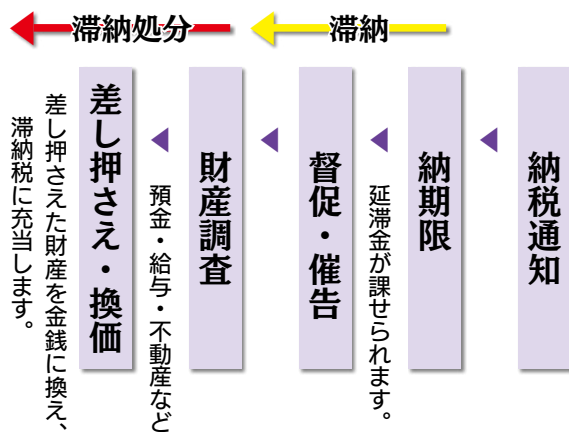 滞納処分
滞納
納税通知
納期限
延滞金が課せられます。
督促・催告
財産調査
預金・給与・不動産など
差し押さえ・換価
差し押さえた財産を金銭に換え、
滞納税に充当します。